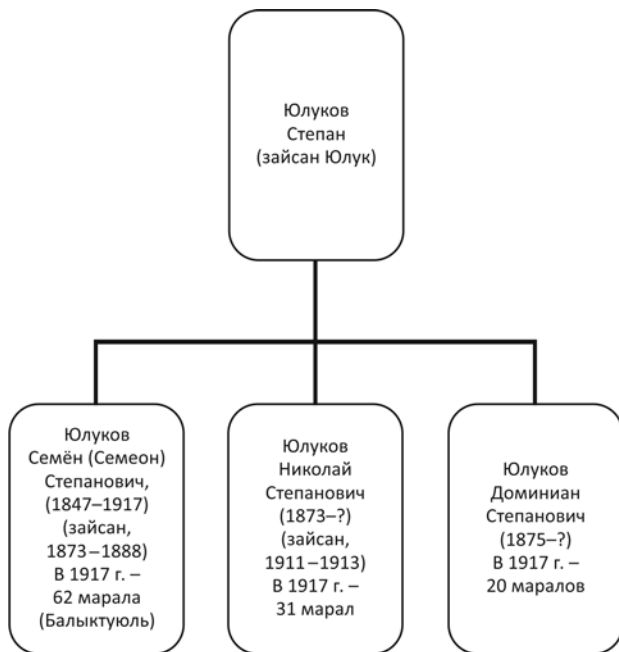 Юлуков
Степан
(зайсан Юлук)
Юлуков
Семён (Семеон)
Степанович,
(1847–1917)
(зайсан,
1873–1888)
В 1917 г. –
62 марала
(Балыктуюль)
Юлуков
Николай
Степанович
(1873–?)
(зайсан,
1911–1913)
В 1917 г. –
31 марал
Юлуков
Доминиан
Степанович
(1875–?)
В 1917 г. –
20 маралов